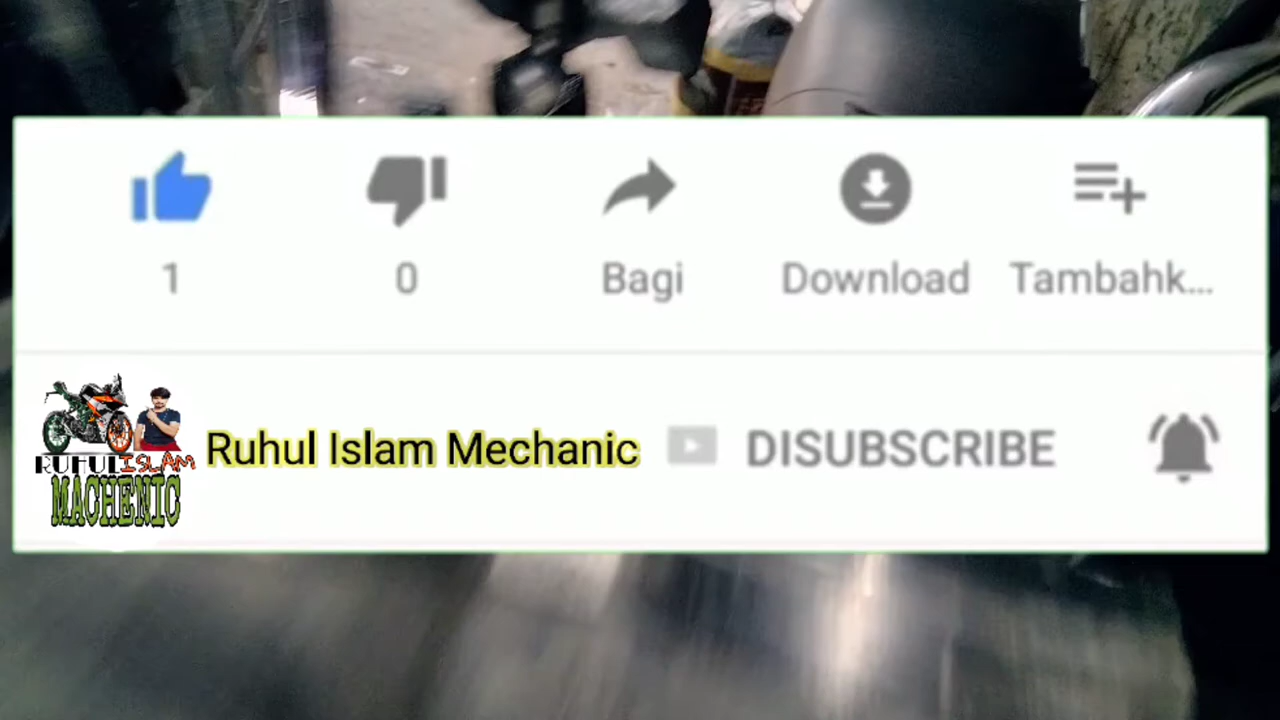 1 0 Bagi Download Tambahk...
RUHUL ISLAM
MACHENIC
Ruhul Islam Mechanic DISUBSCRIBE